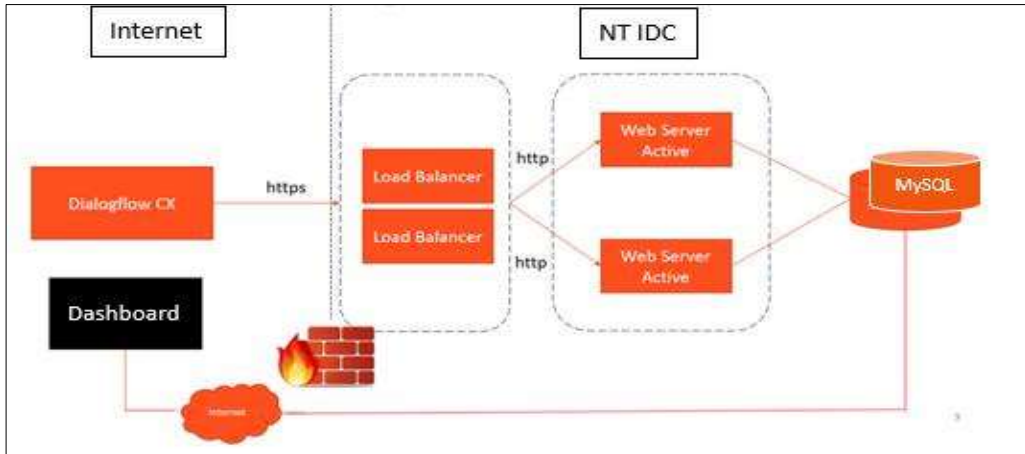 Internet
NT IDC
Web Server
Active
http
Load Balancer
https
Dialogflow CX
MySQL
Load Balancer
http
Web Server
Active
Dashboard
Internet